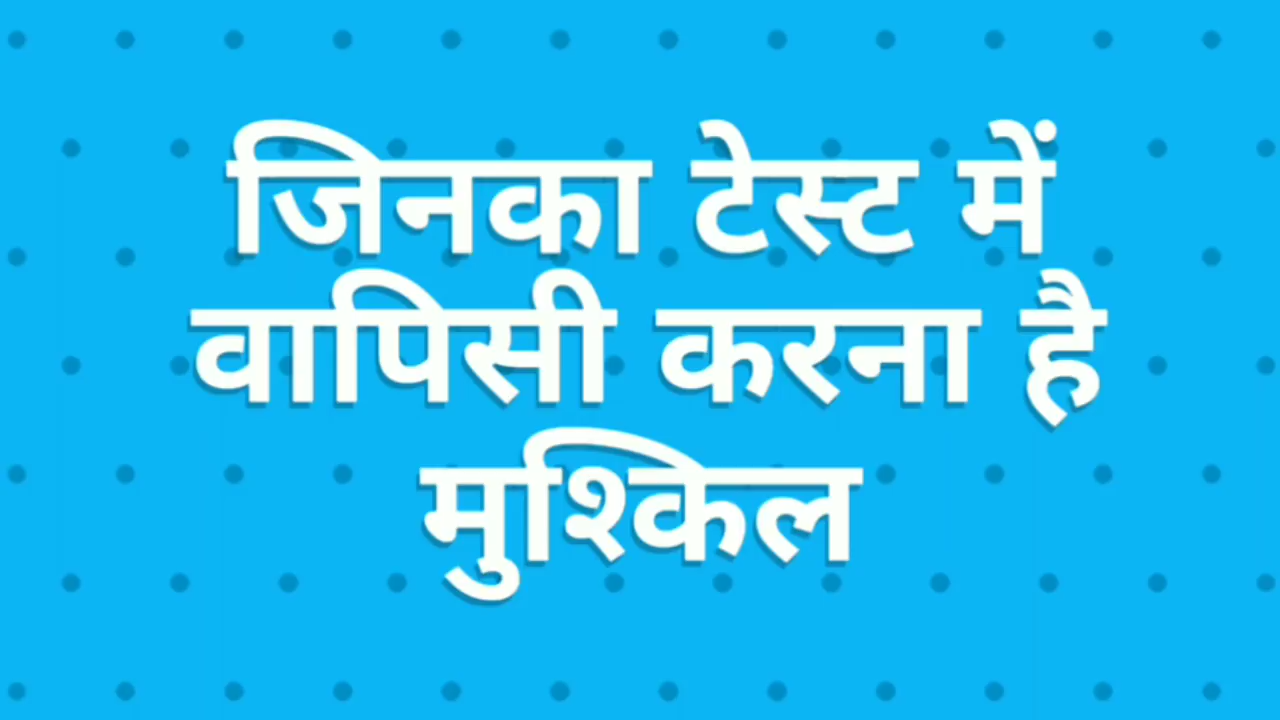 जिनका टेस्ट में
वापिसी करना है
मुश्किल